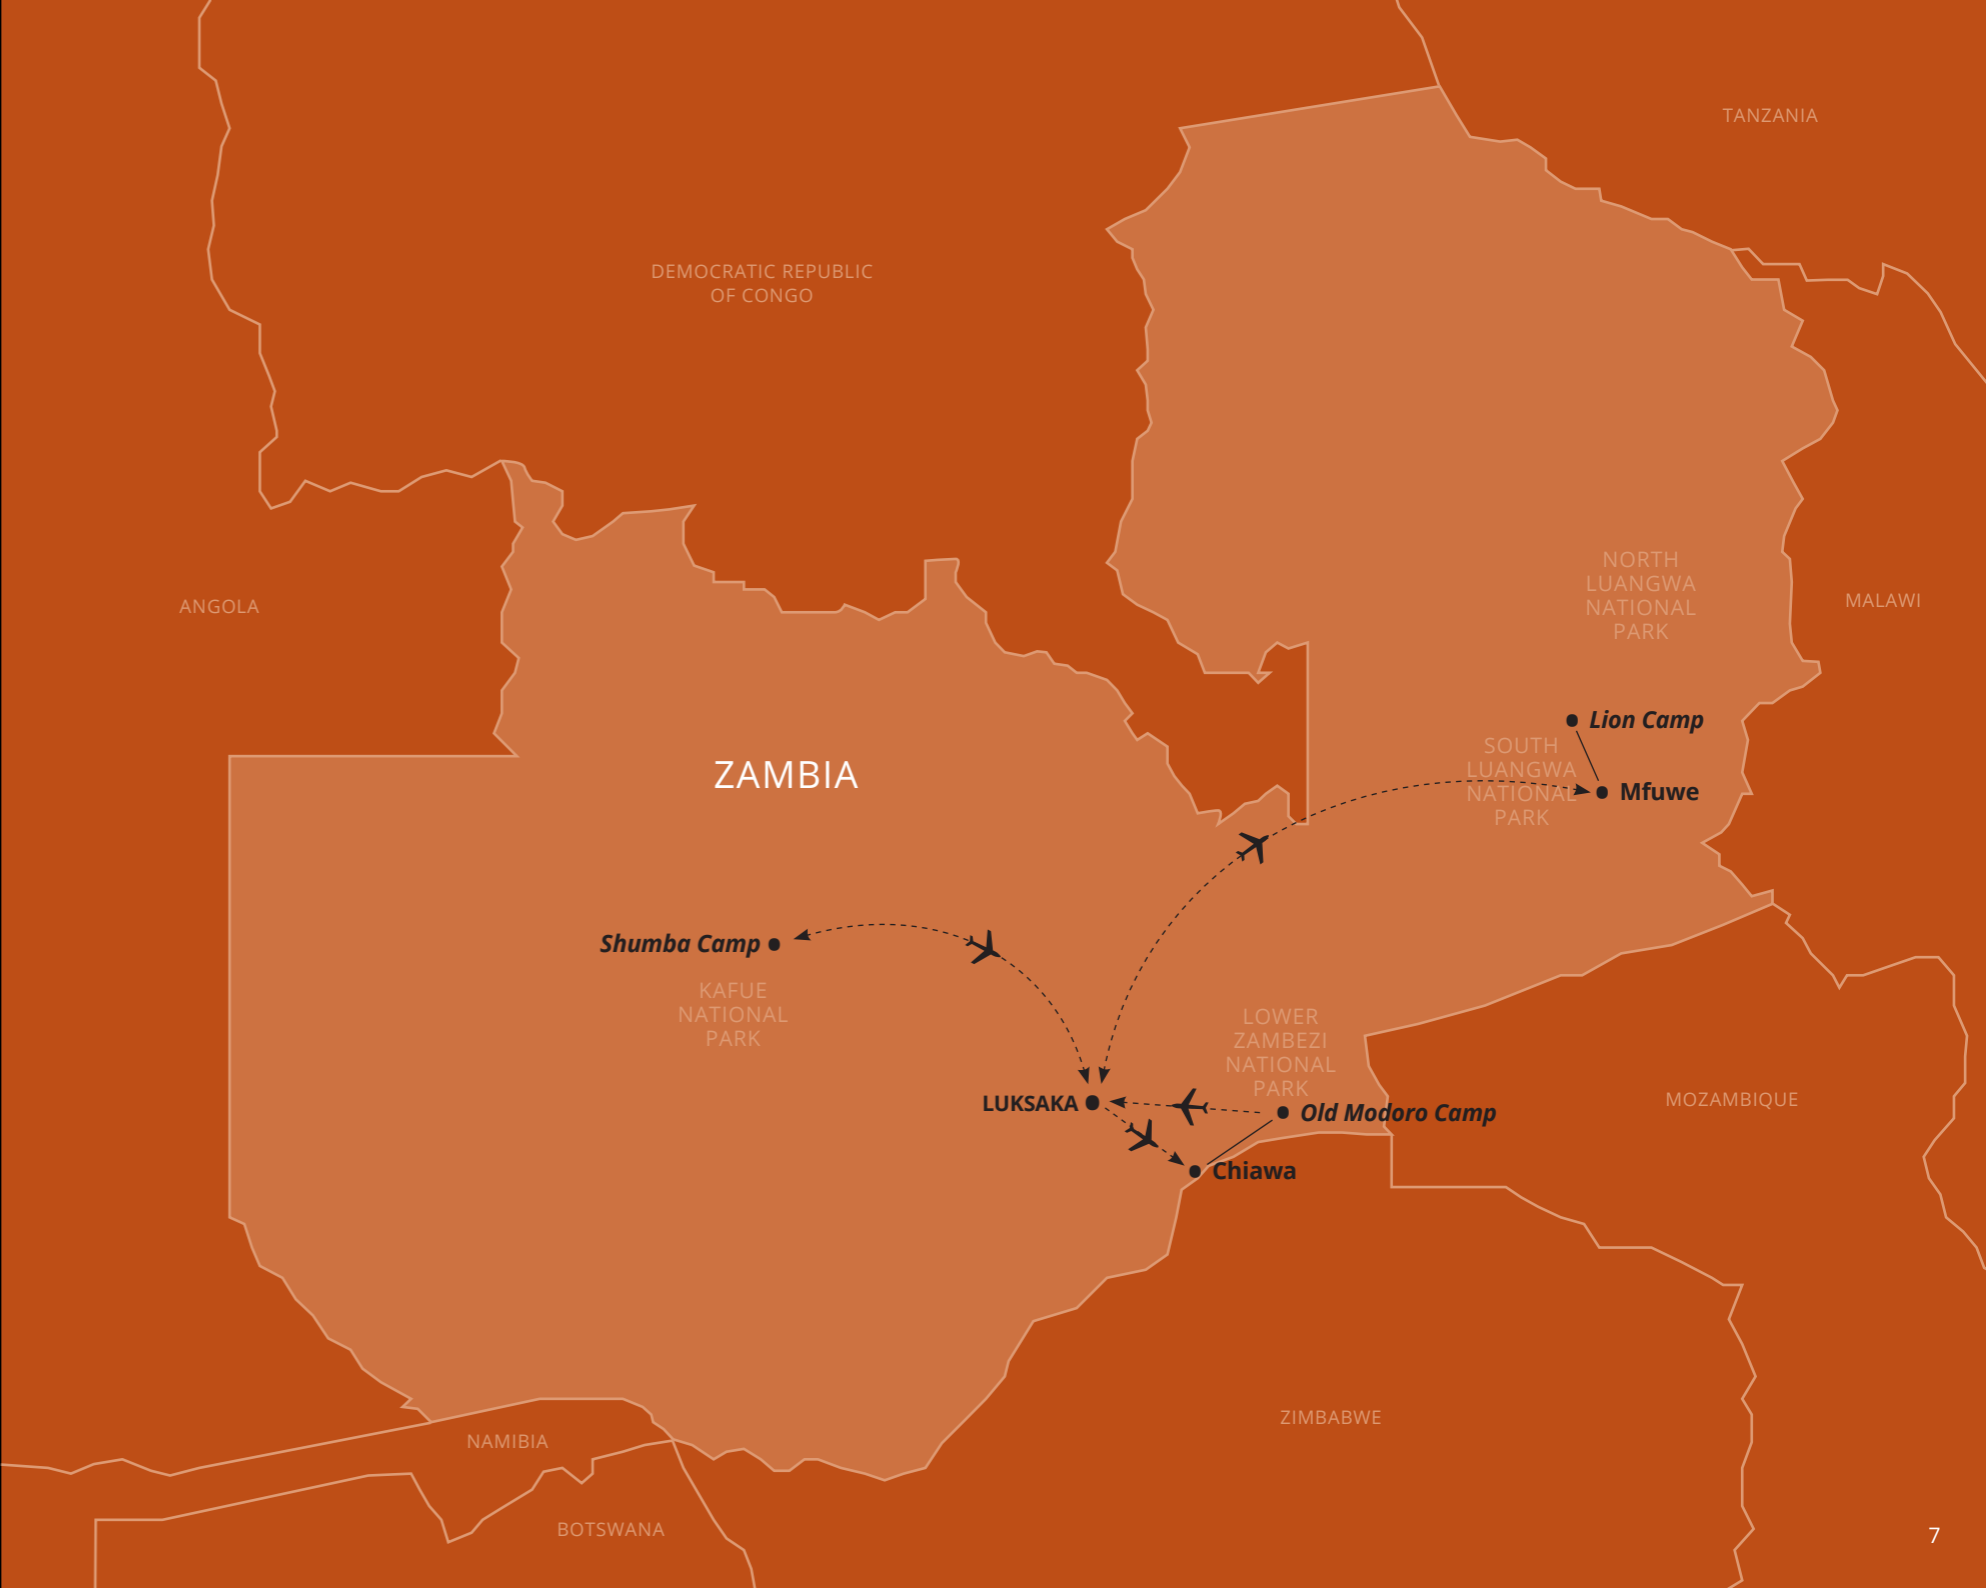 TANZANIA
DEMOCRATIC REPUBLIC
OF CONGO
NORTH
LUANGWA
NATIONAL
PARK
ANGOLA
MALAWI
Lion Camp
SOUTH
LUANGWA
NATIONAL
PARK
Mfuwe
ZAMBIA
Shumba Camp
KAFUE
NATIONAL
PARK
LOWER
ZAMBEZI
NATIONAL
PARK
LUKSAKA
Old Modoro Camp
MOZAMBIQUE
Chiawa
ZIMBABWE
NAMIBIA
BOTSWANA
7